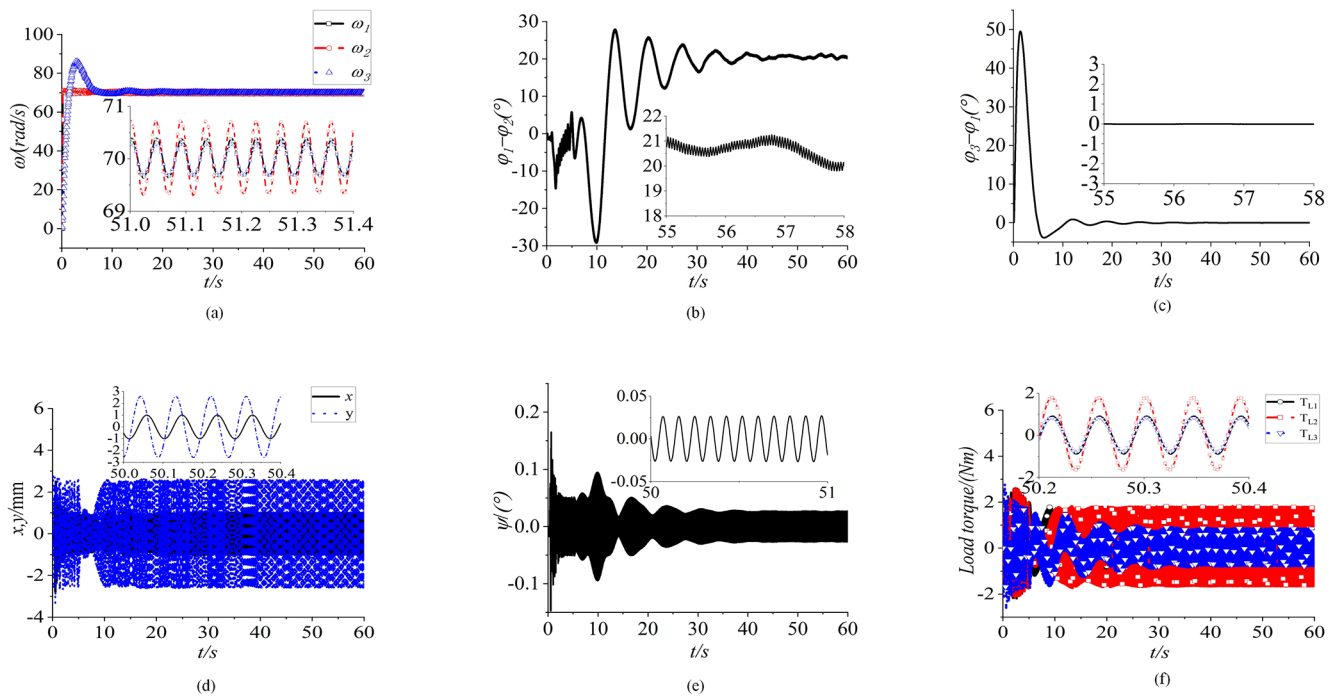 ω/(rad/s)
100
80
60
40
20
0
ω1
ω2
ω3
71
70
69
51.0 51.1 51.2 51.3 51.4
0 10 20 30 40 50 60
t/s
(a)
φ1–φ2(°)
30
20
10
0
-10
-20
-30
22
21
20
19
18
55 56 57 58
0 10 20 30 40 50 60
t/s
(b)
φ3–φ1(°)
50
40
30
20
10
0
3
2
1
0
-1
-2
-3
55 56 57 58
0 10 20 30 40 50 60
t/s
(c)
x,y/mm
6
4
2
0
-2
-4
3
2
1
0
-1
-2
-3
50.0 50.1 50.2 50.3 50.4
x
y
0 10 20 30 40 50 60
t/s
(d)
ψ/(°)
0.2
0.1
0.0
-0.1
0.05
0.00
-0.05
50 51
0 10 20 30 40 50 60
t/s
(e)
Load torque/(Nm)
6
4
2
0
-2
2
0
2
50.2 50.3 50.4
TL1
TL2
TL3
0 10 20 30 40 50 60
t/s
(f)